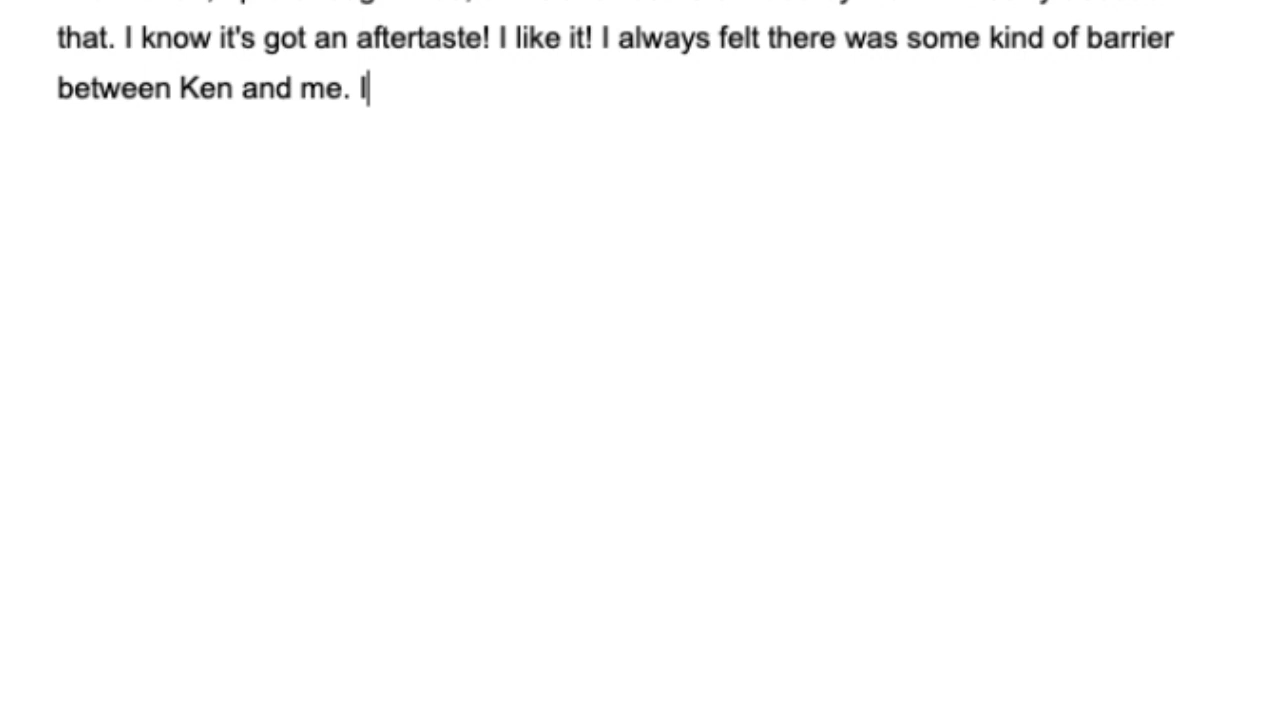 that. I know it's got an aftertaste! I like it! I always felt there was some kind of barrier
between Ken and me. I